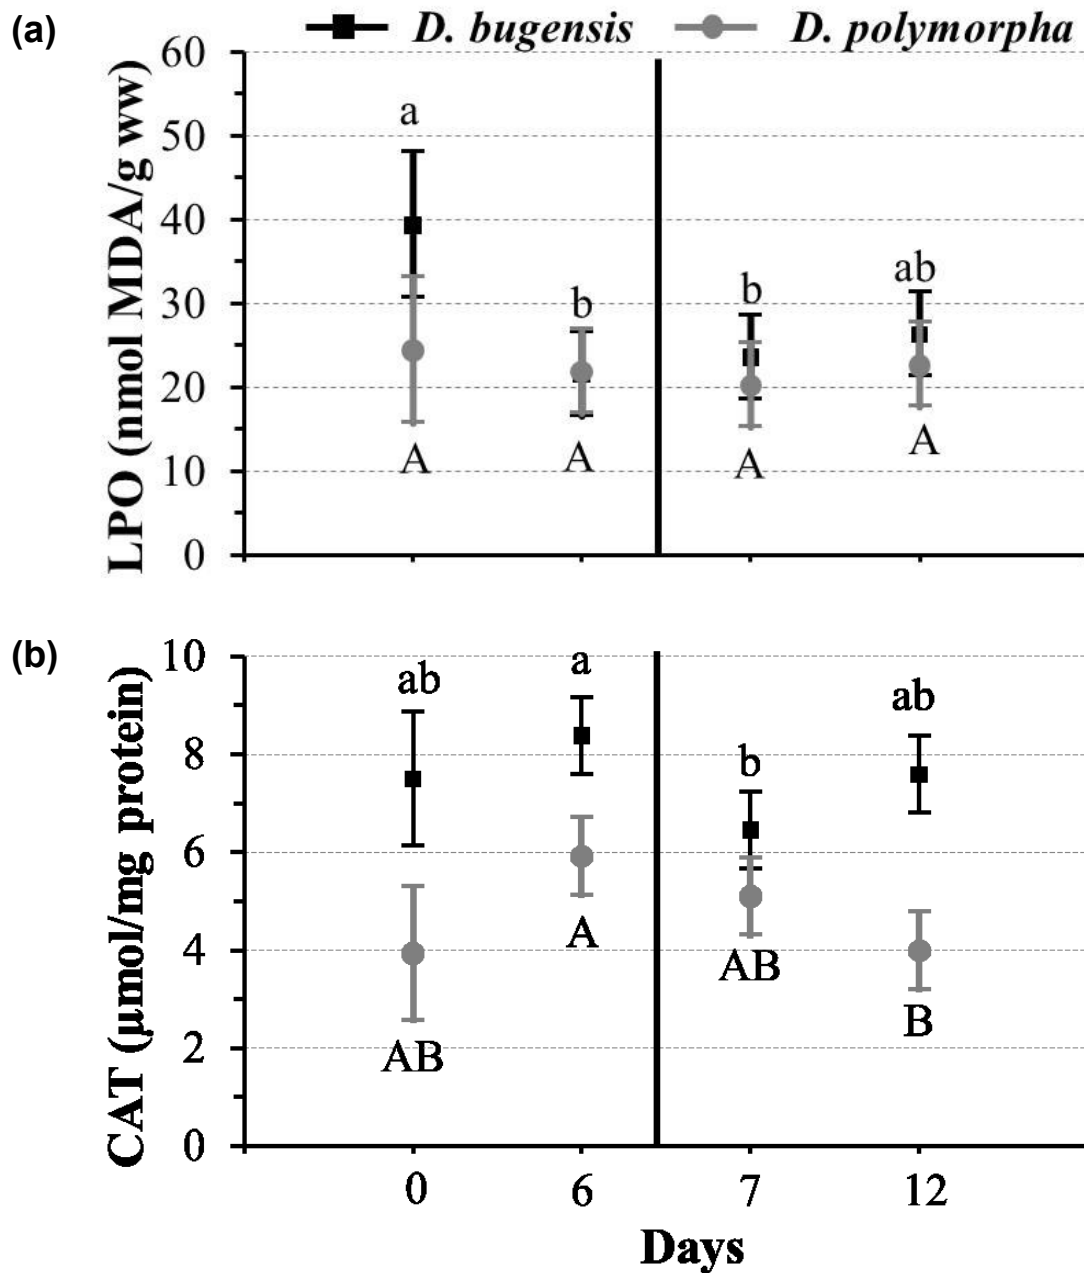 (a)
D. bugensis D. polymorpha
LPO (nmol MDA/g ww)
60
50
40
30
20
10
0
a
b
b
ab
A
A
A
A
(b)
CAT (μmol/mg protein)
10
8
6
4
2
0
ab
a
b
ab
AB
A
AB
B
0 6 7 12
Days